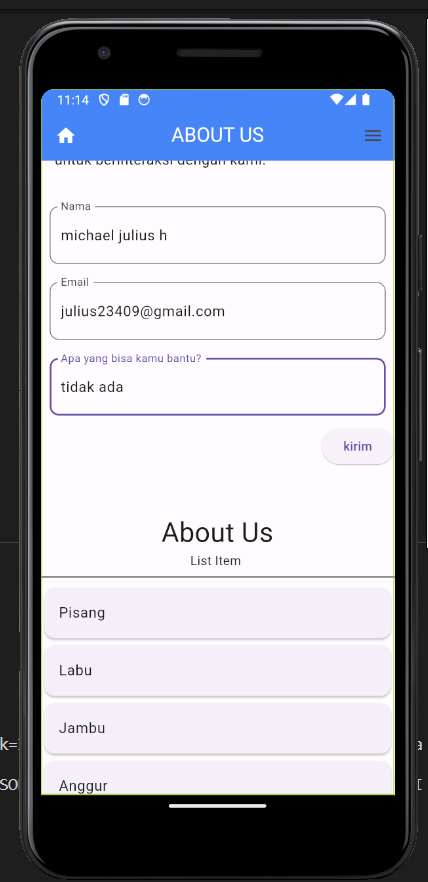 11:14
ABOUT US
untuk berinteraksi dengan kami.
Nama
michael julius h
Email
julius23409@gmail.com
Apa yang bisa kamu bantu?
tidak ada
kirim
About Us
List Item
Pisang
Labu
Jambu
Anggur